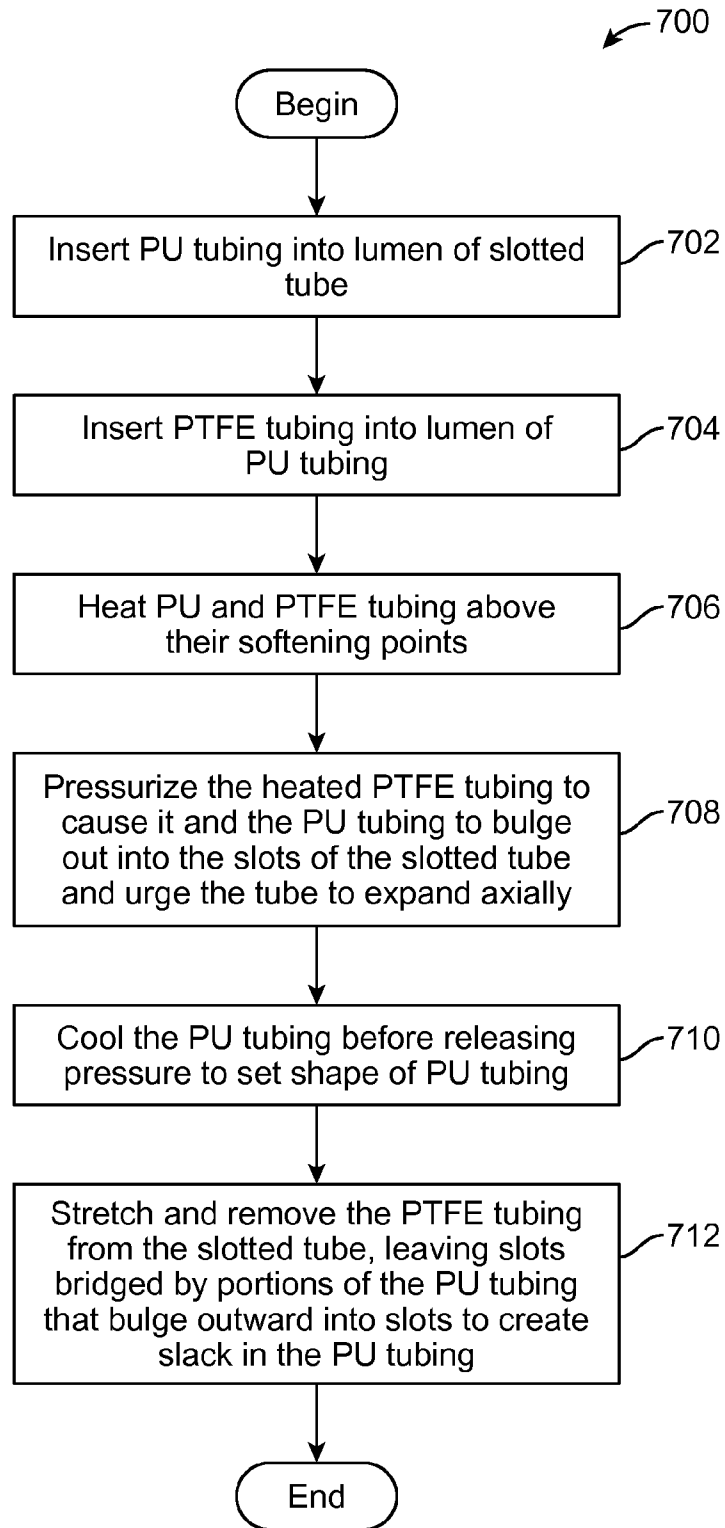 700
Begin
Insert PU tubing into lumen of slotted
tube
702
Insert PTFE tubing into lumen of
PU tubing
704
Heat PU and PTFE tubing above
their softening points
706
Pressurize the heated PTFE tubing to
cause it and the PU tubing to bulge
out into the slots of the slotted tube
and urge the tube to expand axially
708
Cool the PU tubing before releasing
pressure to set shape of PU tubing
710
Stretch and remove the PTFE tubing
from the slotted tube, leaving slots
bridged by portions of the PU tubing
that bulge outward into slots to create
slack in the PU tubing
712
End